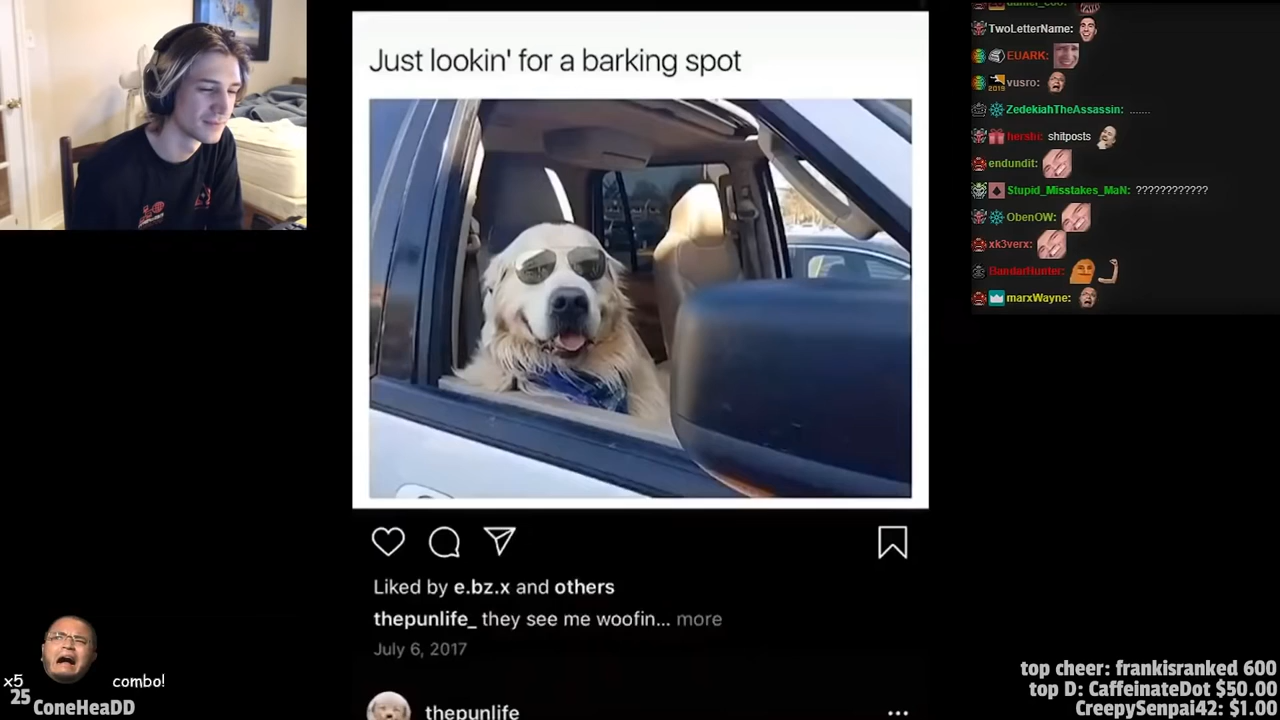 Just lookin' for a barking spot
Liked by e.bz.x and others
thepunlife_ they see me woofin... more
July 6, 2017
thepunlife
TwoLetterName:
EUARK:
2019 vusro:
ZedekiahTheAssassin: .......
herstic: shitposts
endundit:
Stupid_Misstakes_MaN: ????????????
ObenOW:
xk3verx:
BandarHunter:
marxWayne:
x5 combo!
25 ConeHeaDD
top cheer: frankisranked 600
top D: CaffeinateDot $50.00
CreepySenpai42: $1.00